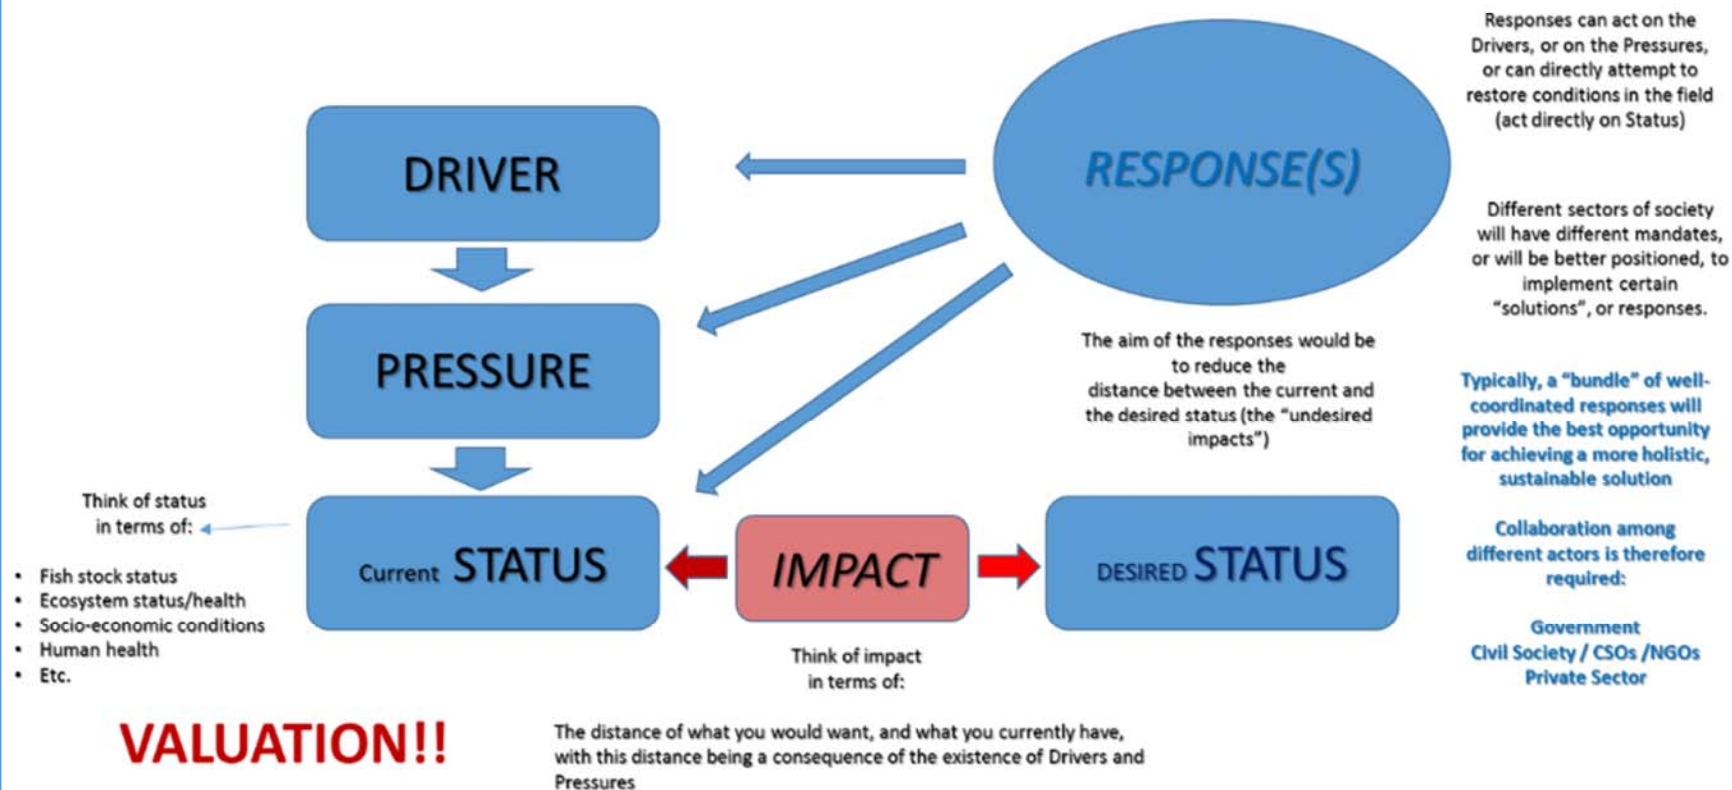 DRIVER
PRESSURE
Current STATUS
IMPACT
DESIRED STATUS
RESPONSE(S)
Responses can act on the
Drivers, or on the Pressures,
or can directly attempt to
restore conditions in the field
(act directly on Status)
Different sectors of society
will have different mandates,
or will be better positioned, to
implement certain
“solutions”, or responses.
The aim of the responses would be
to reduce the
distance between the current and
the desired status (the “undesired
impacts”)
Typically, a “bundle” of well-
coordinated responses will
provide the best opportunity
for achieving a more holistic,
sustainable solution
Collaboration among
different actors is therefore
required:
Government
Civil Society / CSOs /NGOs
Private Sector
Think of status
in terms of:
• Fish stock status
• Ecosystem status/health
• Socio-economic conditions
• Human health
• Etc.
Think of impact
in terms of:
VALUATION!!
The distance of what you would want, and what you currently have,
with this distance being a consequence of the existence of Drivers and
Pressures